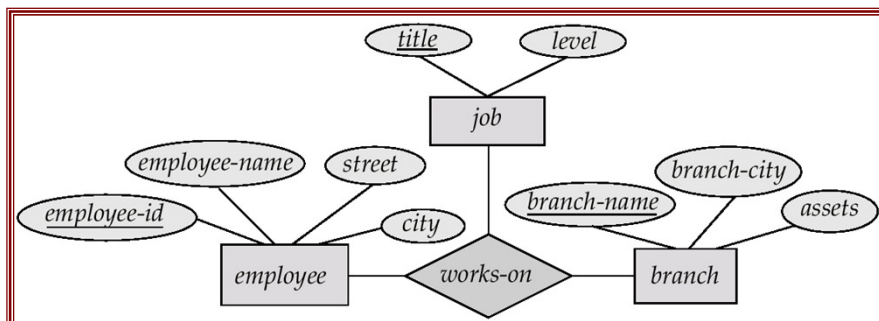 title
level
job
employee-name
street
employee-id
city
branch-name
branch-city
assets
employee
works-on
branch